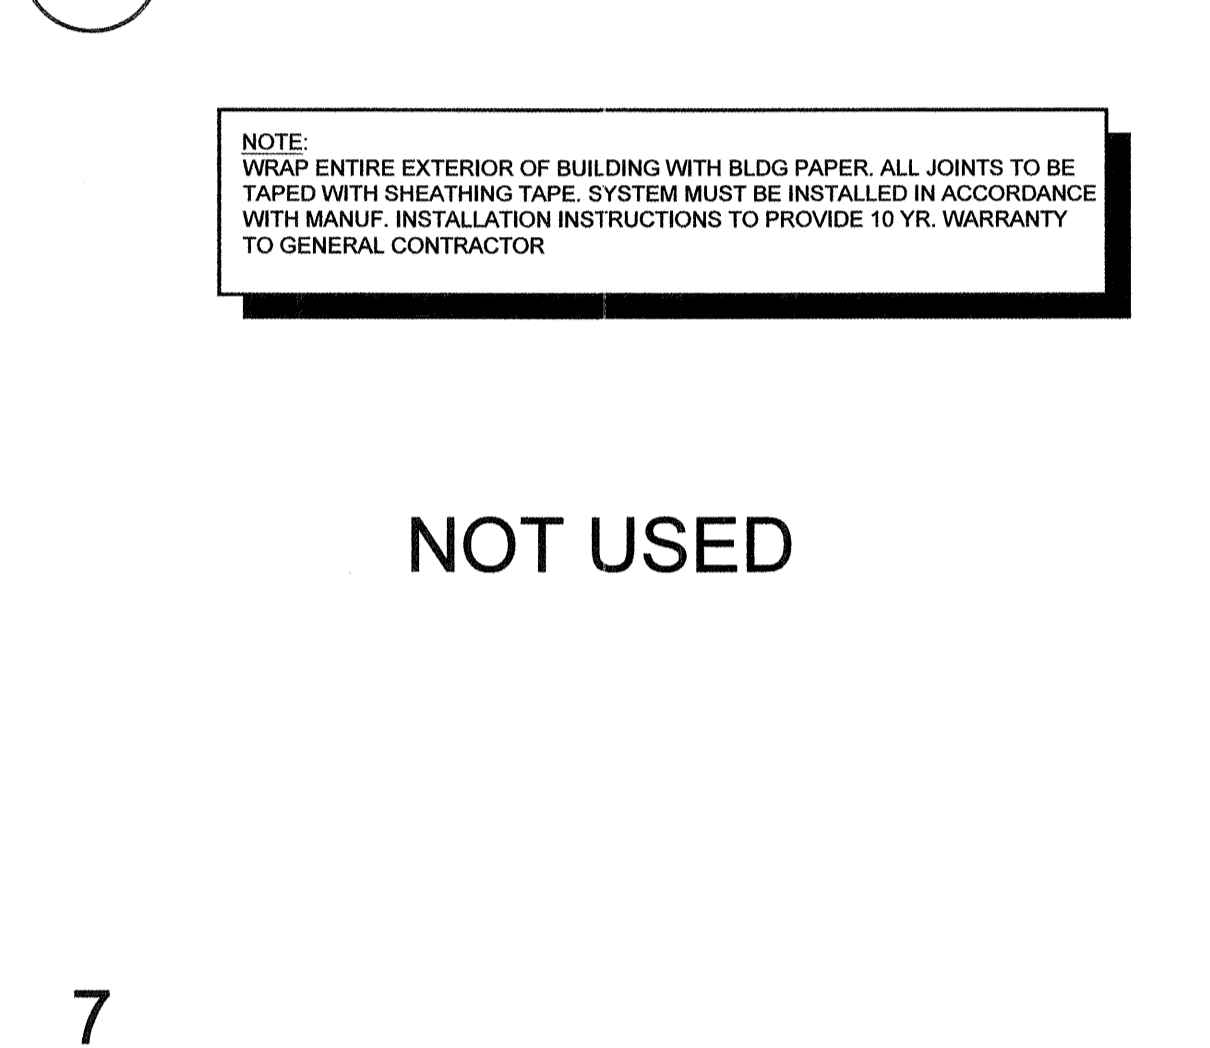 NOTE:
WRAP ENTIRE EXTERIOR OF BUILDING WITH BLDG PAPER. ALL JOINTS TO BE
TAPED WITH SHEATHING TAPE. SYSTEM MUST BE INSTALLED IN ACCORDANCE
WITH MANUF. INSTALLATION INSTRUCTIONS TO PROVIDE 10 YR. WARRANTY
TO GENERAL CONTRACTOR
NOT USED
7